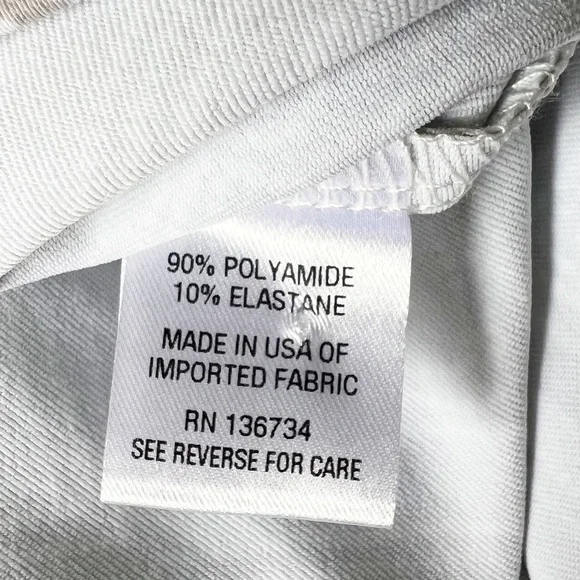 90% POLYAMIDE
10% ELASTANE
MADE IN USA OF
IMPORTED FABRIC
RN 136734
SEE REVERSE FOR CARE